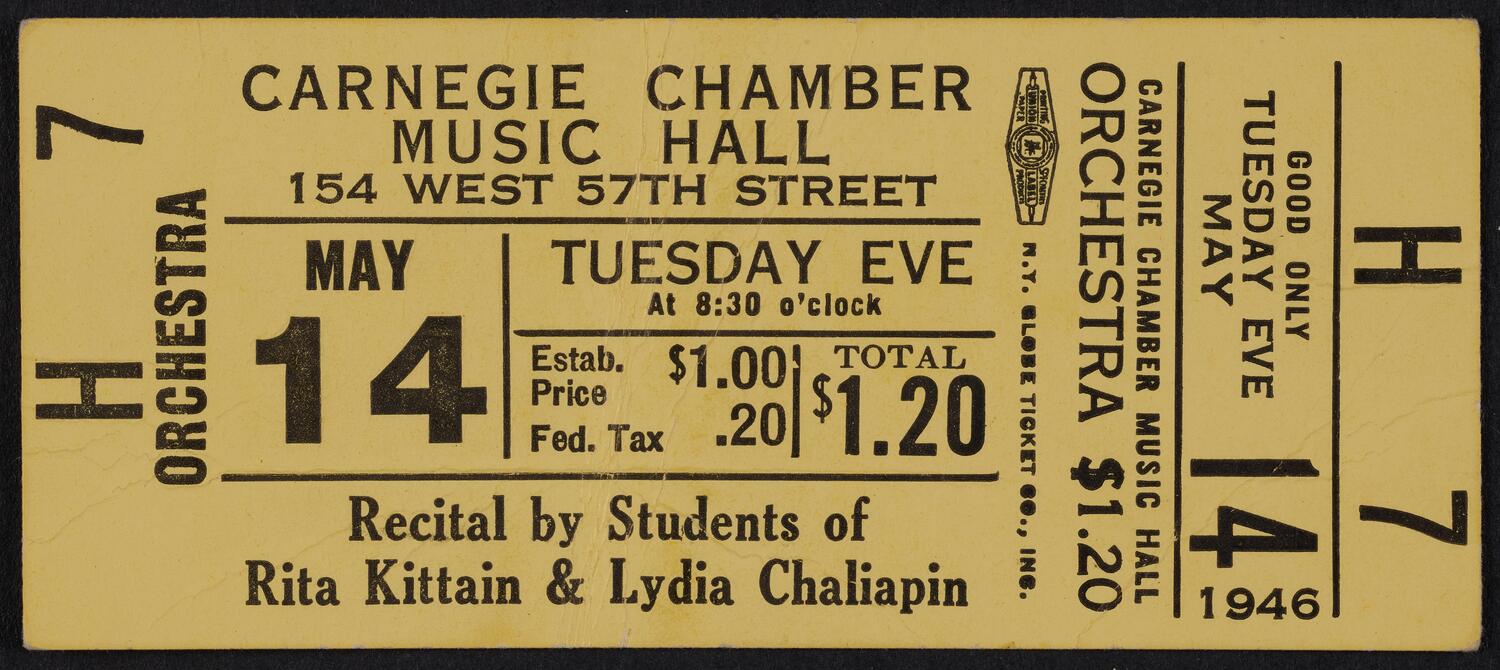 H 7
ORCHESTRA
CARNEGIE CHAMBER
MUSIC HALL
154 WEST 57TH STREET
MAY
14
TUESDAY EVE
At 8:30 o'clock
Estab. Price $1.00
Fed. Tax .20
TOTAL
$1.20
Recital by Students of
Rita Kittain & Lydia Chaliapin
UNION LABEL
N.Y. GLOBE TICKET CO., INC.
CARNEGIE CHAMBER MUSIC HALL
ORCHESTRA $1.20
GOOD ONLY
TUESDAY EVE
MAY
14
1946
H 7